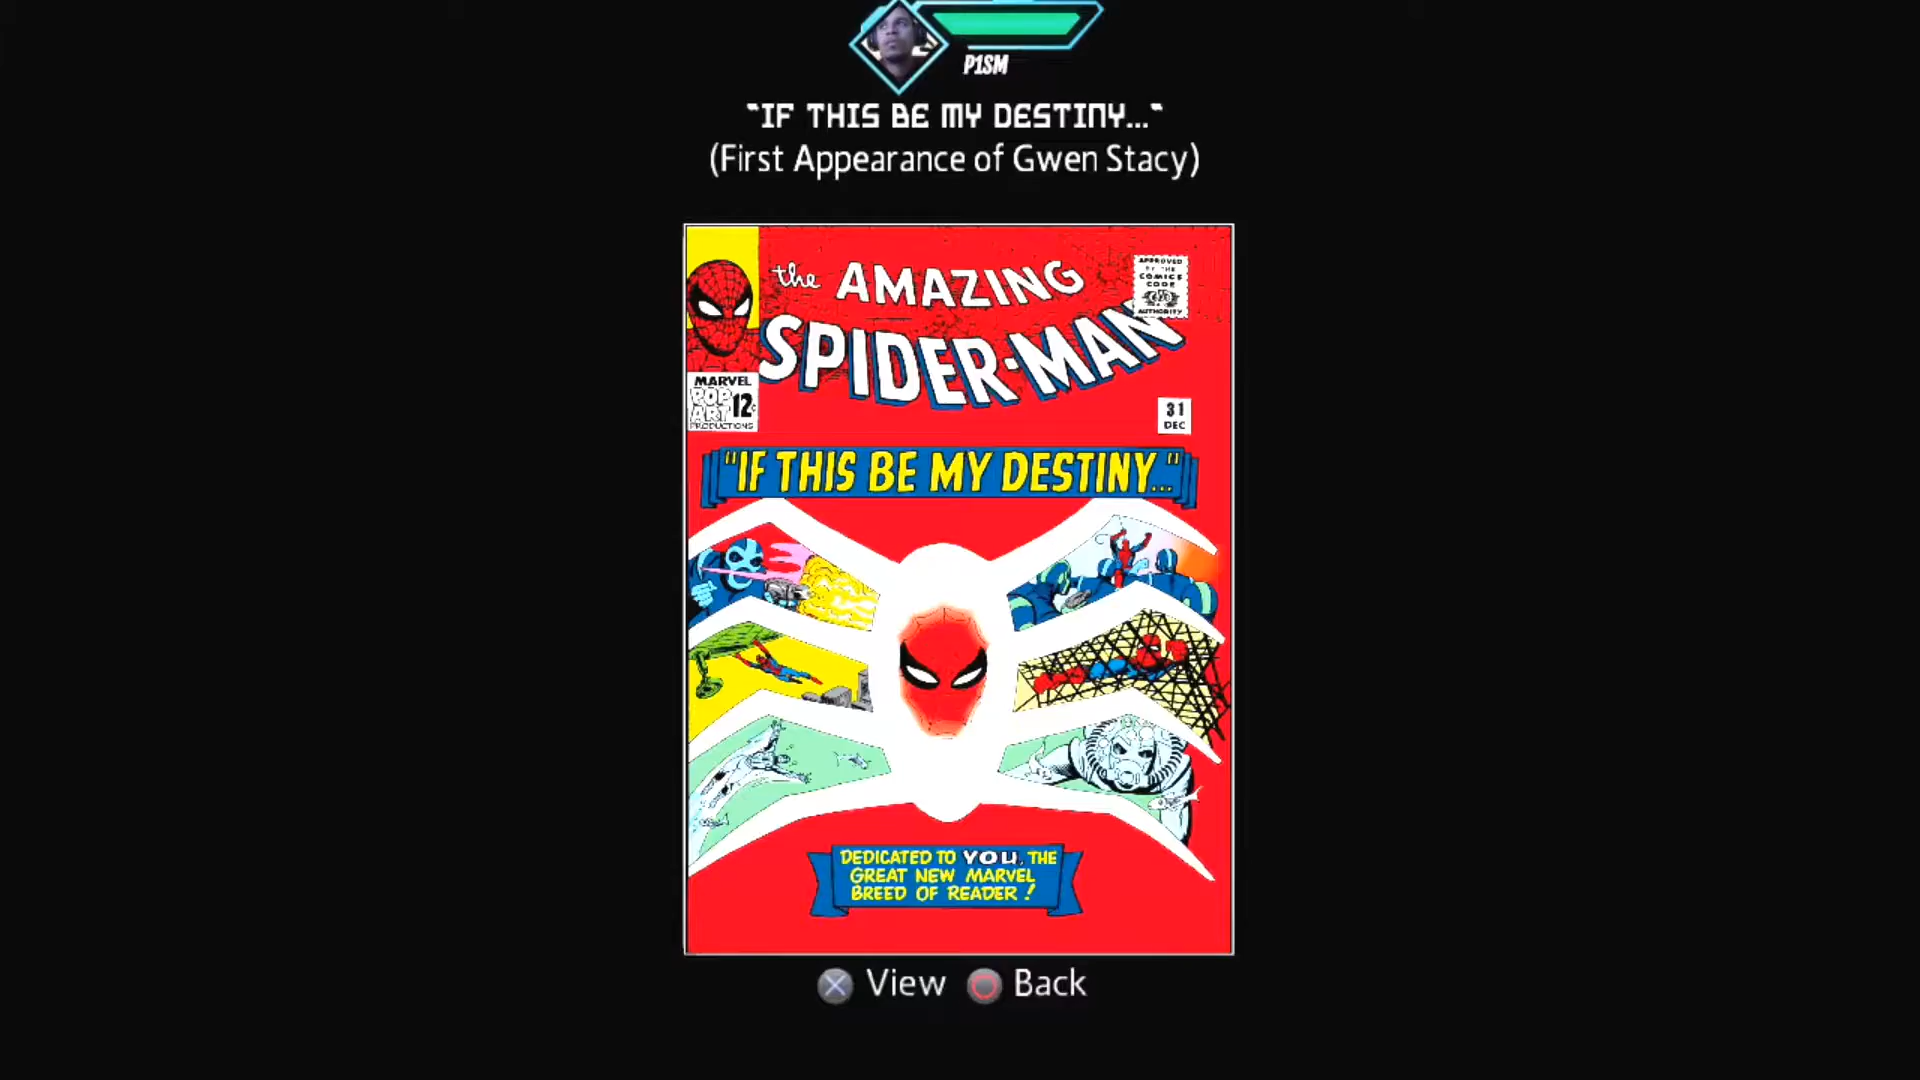 P1SM
"IF THIS BE MY DESTINY..."
(First Appearance of Gwen Stacy)
the AMAZING
SPIDER-MAN
APPROVED
BY THE
COMICS
CODE
CA
AUTHORITY
MARVEL
POP
ART
PRODUCTIONS
12¢
31
DEC
"IF THIS BE MY DESTINY..."
DEDICATED TO YOU, THE
GREAT NEW MARVEL
BREED OF READER!
View Back